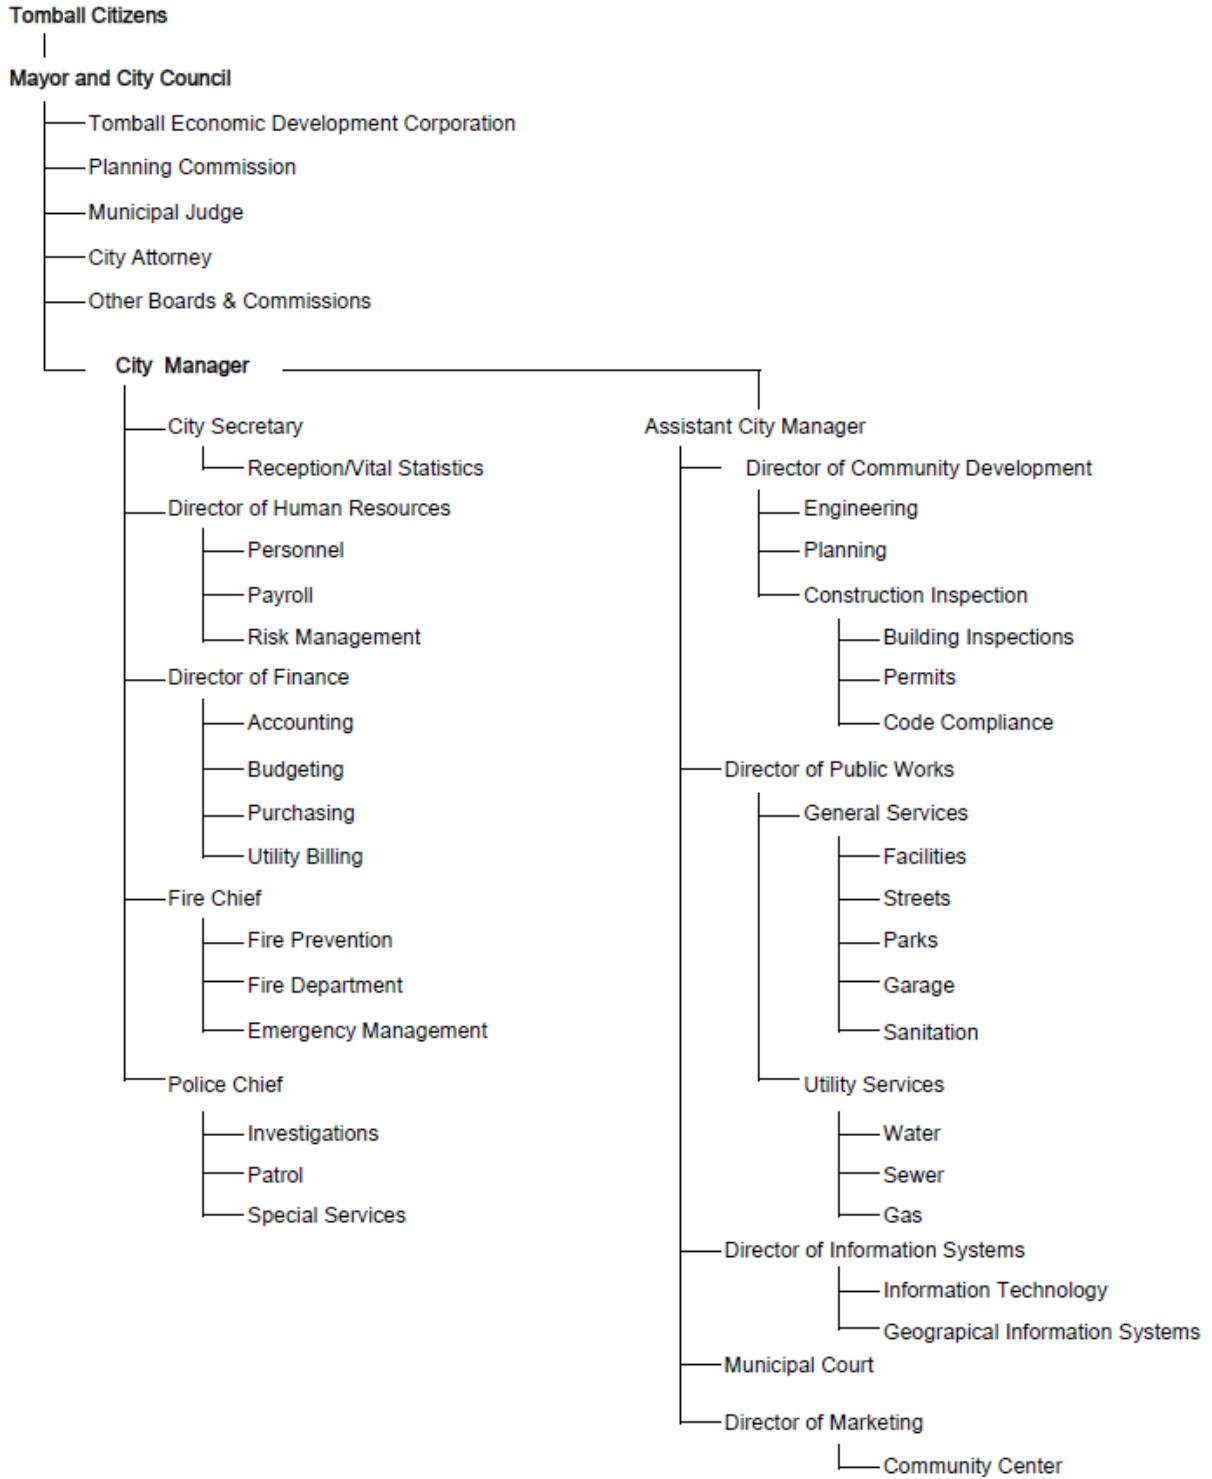 Tomball Citizens
Mayor and City Council
Tomball Economic Development Corporation
Planning Commission
Municipal Judge
City Attorney
Other Boards & Commissions
City Manager
City Secretary
Reception/Vital Statistics
Director of Human Resources
Personnel
Payroll
Risk Management
Director of Finance
Accounting
Budgeting
Purchasing
Utility Billing
Fire Chief
Fire Prevention
Fire Department
Emergency Management
Police Chief
Investigations
Patrol
Special Services
Assistant City Manager
Director of Community Development
Engineering
Planning
Construction Inspection
Building Inspections
Permits
Code Compliance
Director of Public Works
General Services
Facilities
Streets
Parks
Garage
Sanitation
Utility Services
Water
Sewer
Gas
Director of Information Systems
Information Technology
Geograpical Information Systems
Municipal Court
Director of Marketing
Community Center